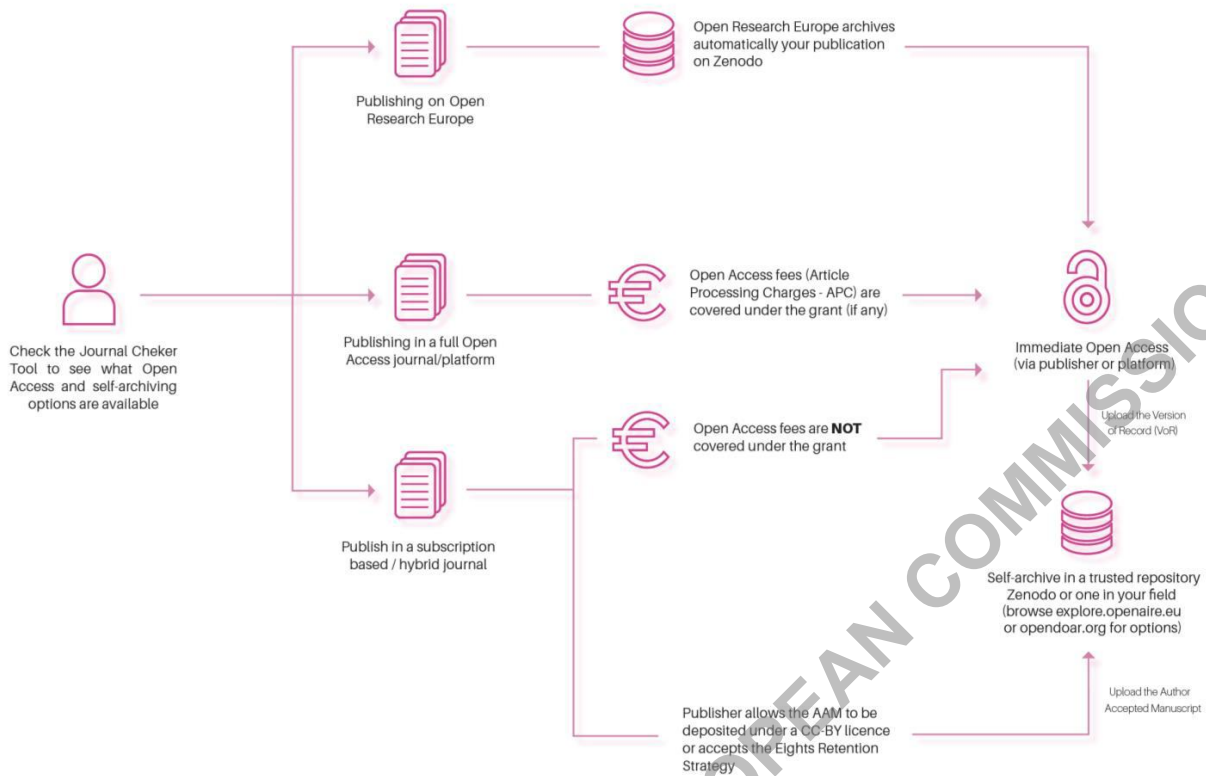 Open Research Europe archives
automatically your publication
on Zenodo
Publishing on Open
Research Europe
Open Access fees (Article
Processing Charges - APC) are
covered under the grant (if any)
Publishing in a full Open
Access journal/platform
Check the Journal Cheker
Tool to see what Open
Access and self-archiving
options are available
Immediate Open Access
(via publisher or platform)
Open Access fees are NOT
covered under the grant
Upload the Version
of Record (VoR)
Publish in a subscription
based / hybrid journal
Self-archive in a trusted repository
Zenodo or one in your field
(browse explore.openaire.eu
or opendoar.org for options)
Publisher allows the AAM to be
deposited under a CC-BY licence
or accepts the Eights Retention
Strategy
Upload the Author
Accepted Manuscript